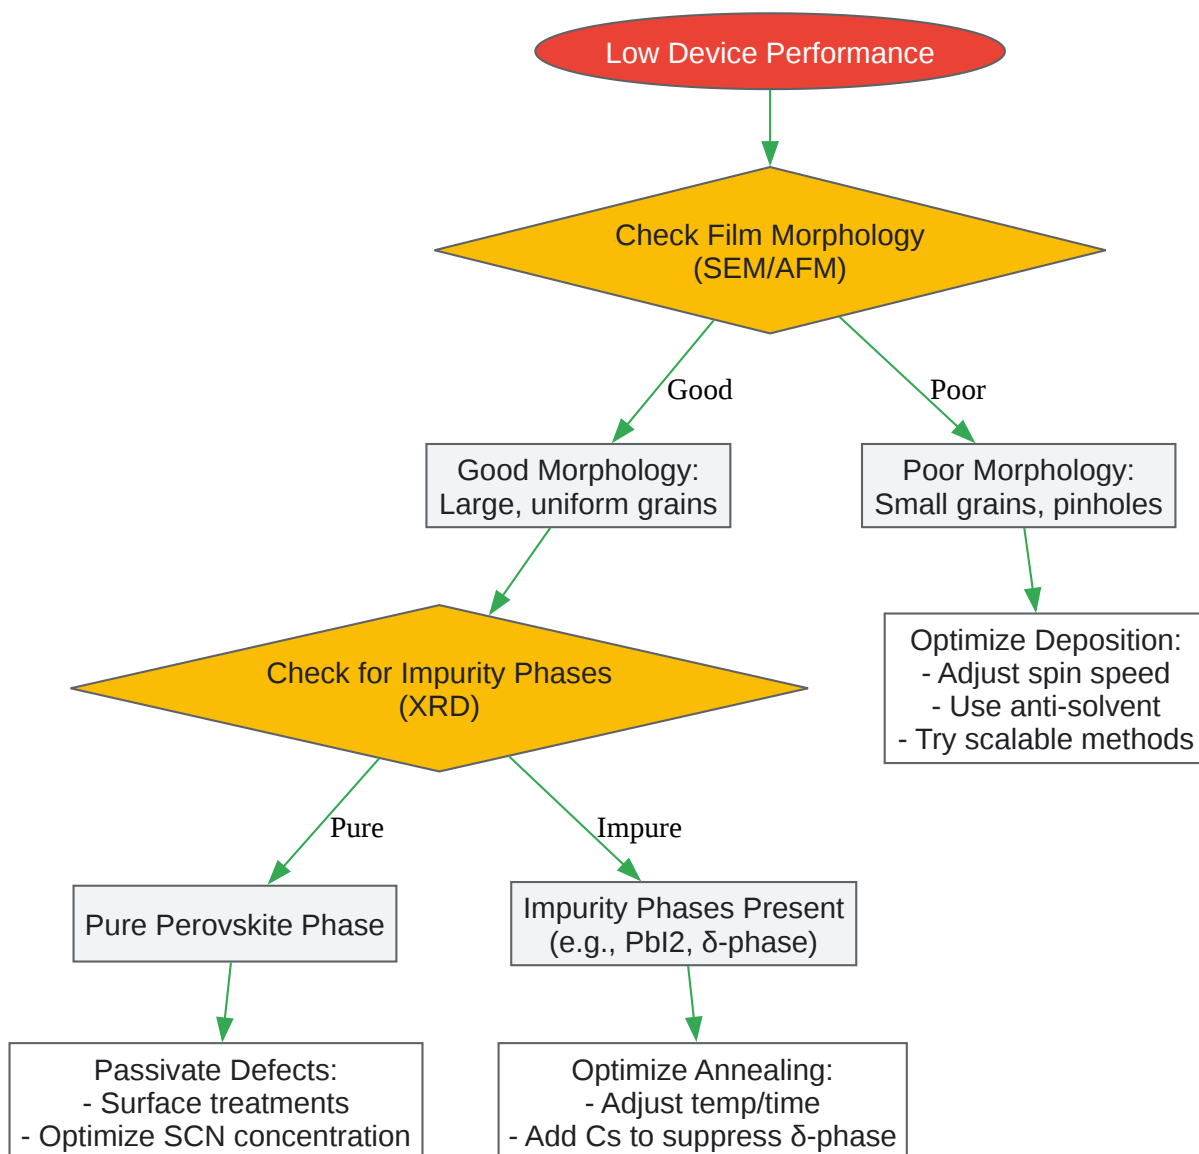 Low Device Performance
Check Film Morphology
(SEM/AFM)
Good
Poor
Good Morphology:
Large, uniform grains
Poor Morphology:
Small grains, pinholes
Check for Impurity Phases
(XRD)
Optimize Deposition:
- Adjust spin speed
- Use anti-solvent
- Try scalable methods
Pure
Impure
Pure Perovskite Phase
Impurity Phases Present
(e.g., PbI2, δ-phase)
Passivate Defects:
- Surface treatments
- Optimize SCN concentration
Optimize Annealing:
- Adjust temp/time
- Add Cs to suppress δ-phase